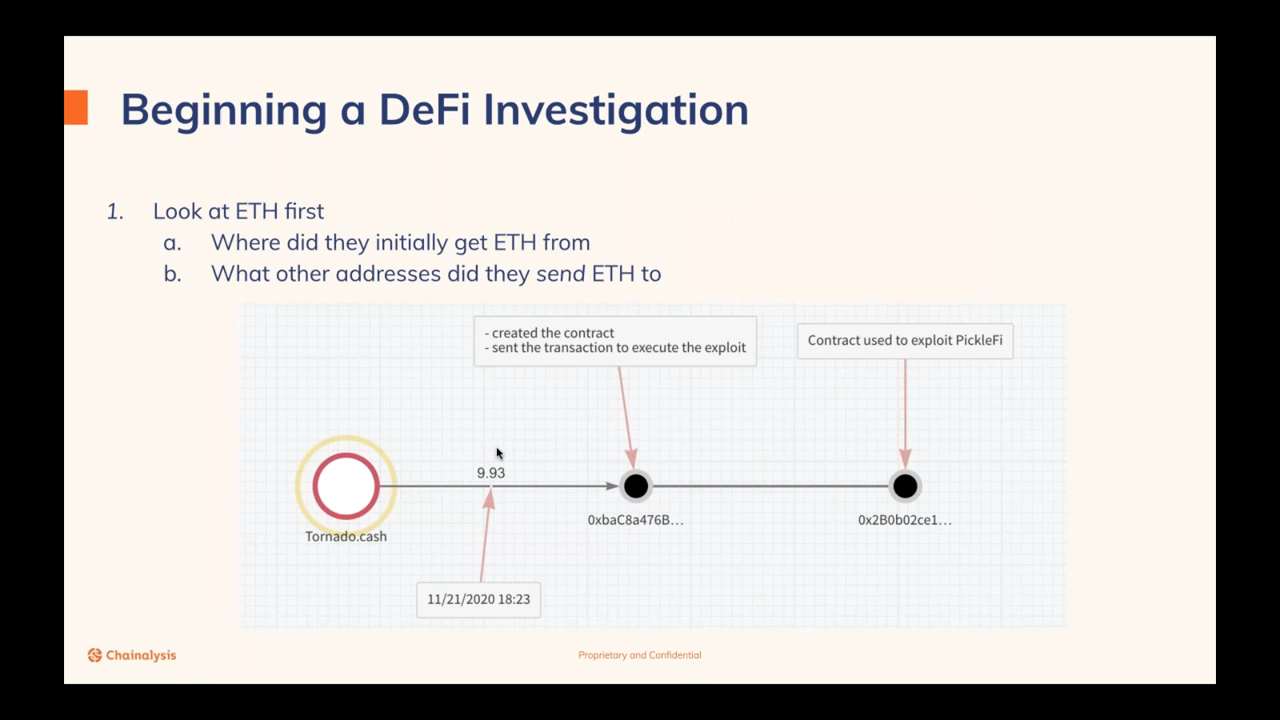 Beginning a DeFi Investigation
1. Look at ETH first
a. Where did they initially get ETH from
b. What other addresses did they send ETH to
- created the contract
- sent the transaction to execute the exploit
Contract used to exploit PickleFi
9.93
0xbaC8a476B...
0x2B0b02ce1...
Tornado.cash
11/21/2020 18:23
Chainalysis
Proprietary and Confidential